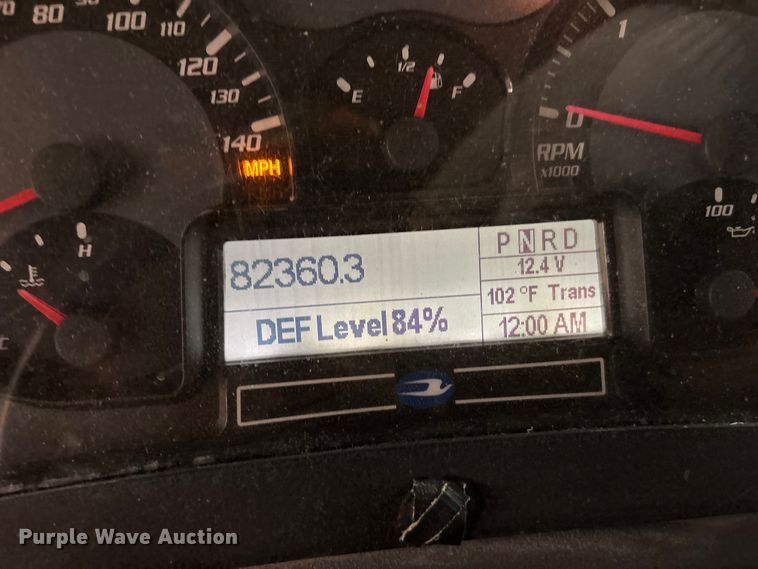 80 100 110
120
130
140
MPH
E 1/2 F
0 1
RPM
x1000
100
H
C
82360.3
DEF Level 84%
P N R D
12.4 V
102 °F Trans
12:00 AM
Purple Wave Auction